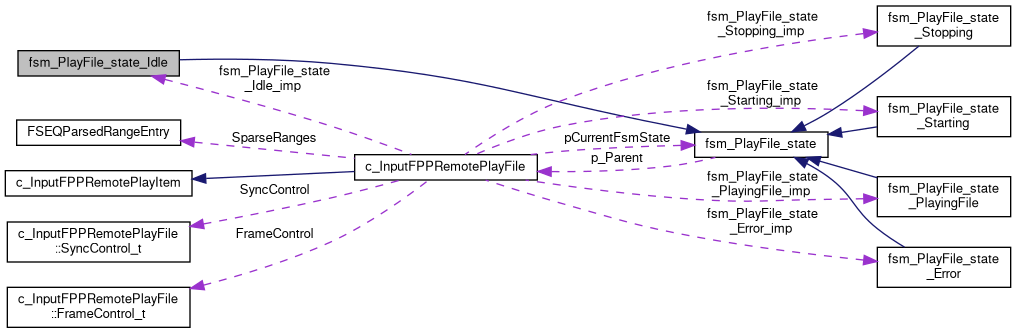 fsm_PlayFile_state_Idle
FSEQParsedRangeEntry
c_InputFPPRemotePlayItem
c_InputFPPRemotePlayFile
::SyncControl_t
c_InputFPPRemotePlayFile
::FrameControl_t
fsm_PlayFile_state
_Idle_imp
SparseRanges
SyncControl
FrameControl
c_InputFPPRemotePlayFile
fsm_PlayFile_state
_Stopping_imp
fsm_PlayFile_state
_Starting_imp
pCurrentFsmState
p_Parent
fsm_PlayFile_state
_PlayingFile_imp
fsm_PlayFile_state
_Error_imp
fsm_PlayFile_state
fsm_PlayFile_state
_Stopping
fsm_PlayFile_state
_Starting
fsm_PlayFile_state
_PlayingFile
fsm_PlayFile_state
_Error